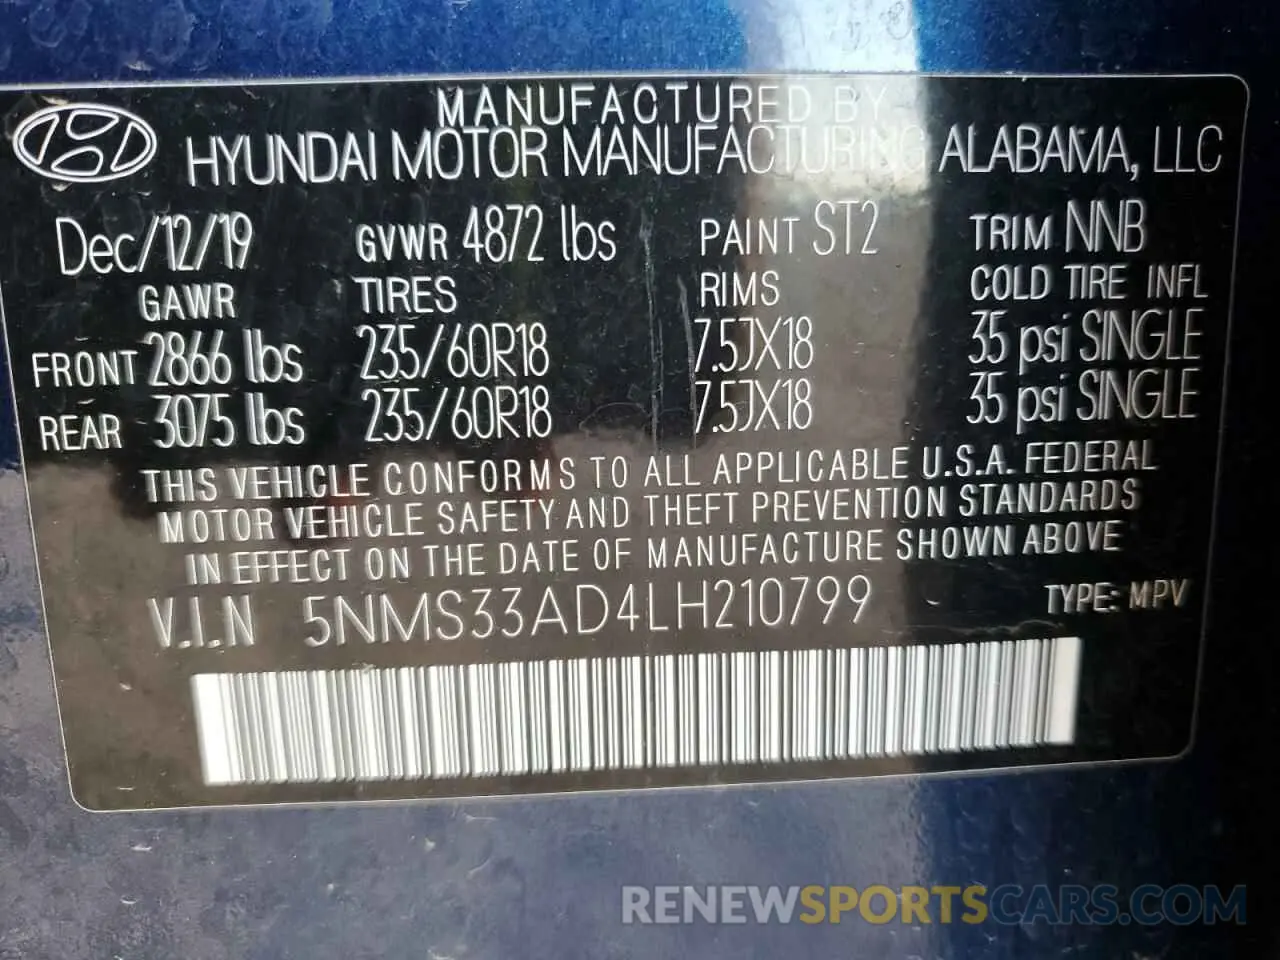 MANUFACTURED BY
HYUNDAI MOTOR MANUFACTURING ALABAMA, LLC
Dec/12/19 GVWR 4872 lbs PAINT ST2 TRIM NNB
GAWR TIRES RIMS COLD TIRE INFL
FRONT 2866 lbs 235/60R18 7.5JX18 35 psi SINGLE
REAR 3075 lbs 235/60R18 7.5JX18 35 psi SINGLE
THIS VEHICLE CONFORMS TO ALL APPLICABLE U.S.A. FEDERAL
MOTOR VEHICLE SAFETY AND THEFT PREVENTION STANDARDS
IN EFFECT ON THE DATE OF MANUFACTURE SHOWN ABOVE
V.I.N 5NMS33AD4LH210799 TYPE: MPV
RENEWSPORTSCARS.COM